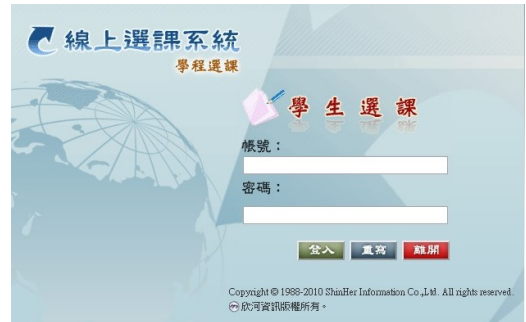 線上選課系統
學程選課
學生選課
帳號：
密碼：
登入 重寫 離開
Copyright © 1988-2010 ShinHer Information Co.,Ltd. All rights reserved.
欣河資訊版權所有。